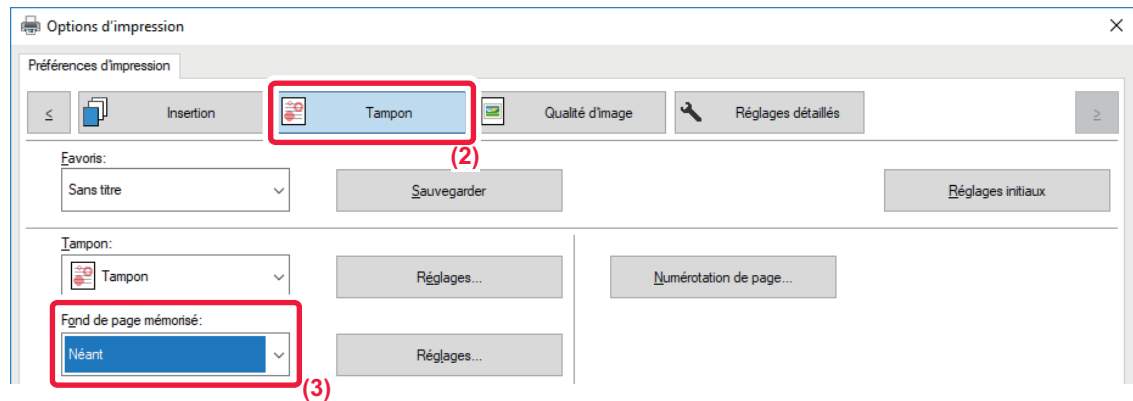 Options d'impression
Préférences d'impression
< Insertion Tampon Qualité d'image Réglages détaillés >
(2)
Favoris:
Sans titre Sauvegarder Réglages initiaux
Tampon:
Tampon Réglages... Numérotation de page...
Fond de page mémorisé:
Néant Réglages...
(3)